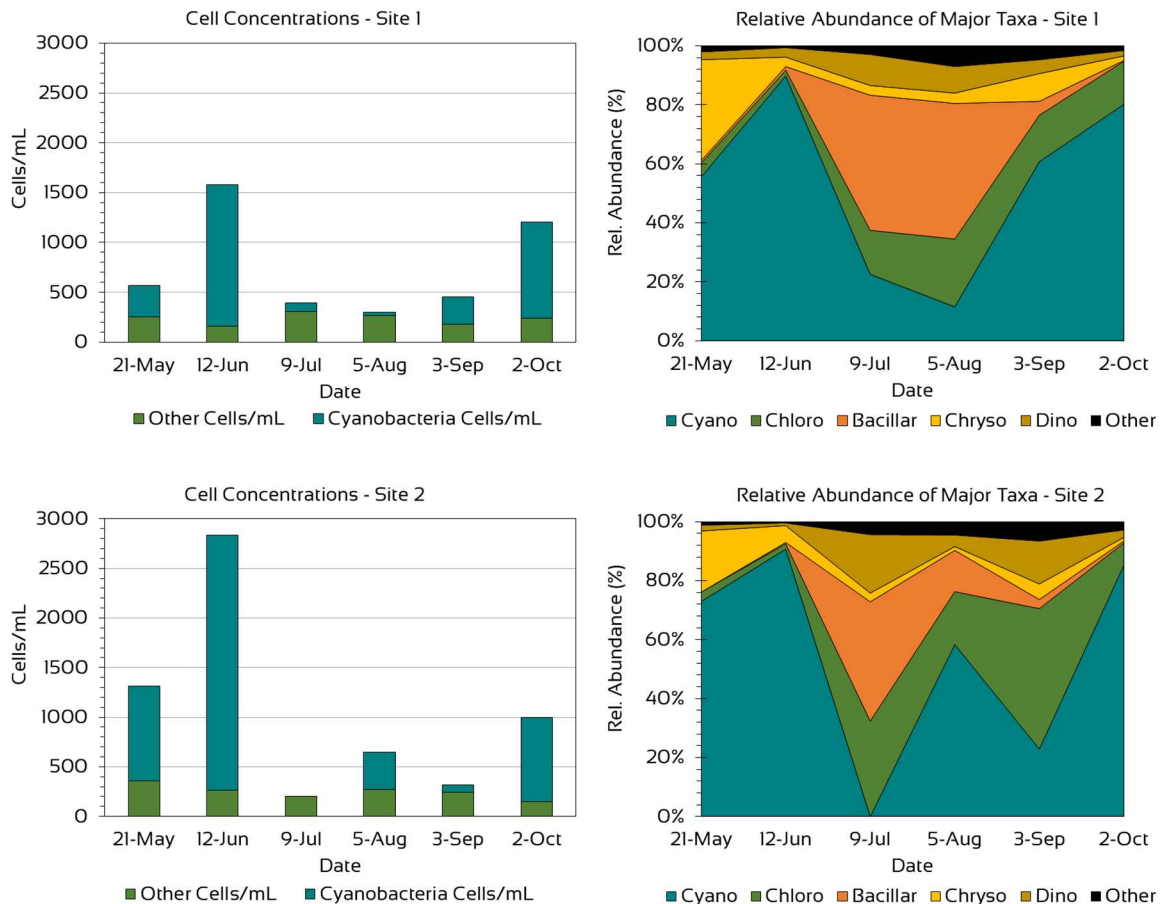 Cell Concentrations - Site 1
3000
2500
2000
1500
1000
500
0
Cells/mL
21-May 12-Jun 9-Jul 5-Aug 3-Sep 2-Oct
Date
Other Cells/mL Cyanobacteria Cells/mL
Relative Abundance of Major Taxa - Site 1
100%
80%
60%
40%
20%
0%
Rel. Abundance (%)
21-May 12-Jun 9-Jul 5-Aug 3-Sep 2-Oct
Date
Cyano Chloro Bacillar Chryso Dino Other
Cell Concentrations - Site 2
3000
2500
2000
1500
1000
500
0
Cells/mL
21-May 12-Jun 9-Jul 5-Aug 3-Sep 2-Oct
Date
Other Cells/mL Cyanobacteria Cells/mL
Relative Abundance of Major Taxa - Site 2
100%
80%
60%
40%
20%
0%
Rel. Abundance (%)
21-May 12-Jun 9-Jul 5-Aug 3-Sep 2-Oct
Date
Cyano Chloro Bacillar Chryso Dino Other